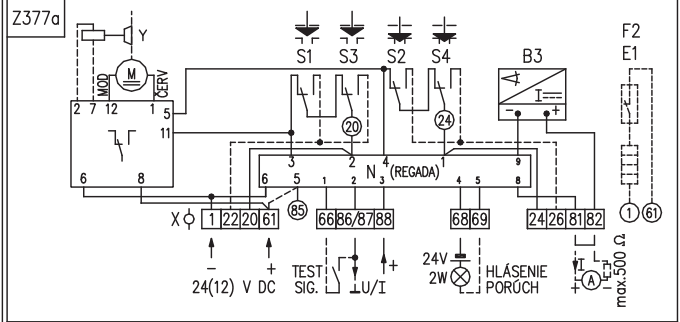 Z377a
Y
M
MOD
ČERV
2 7 12 1
5
11
6 8
S1 S3 S2 S4
20
24
B3
I
- +
F2
E1
3 2 4 1 9
N (REGADA)
6 5 1 2 3 4 5 8
85
X 1 22 20 61
66 86/87 88
68 69
24 26 81 82
1 61
- +
24(12) V DC
TEST
SIG.
U/I
+
24V
2W
HLÁSENIE
PORÚCH
I
A
+ -
max.500 Ω